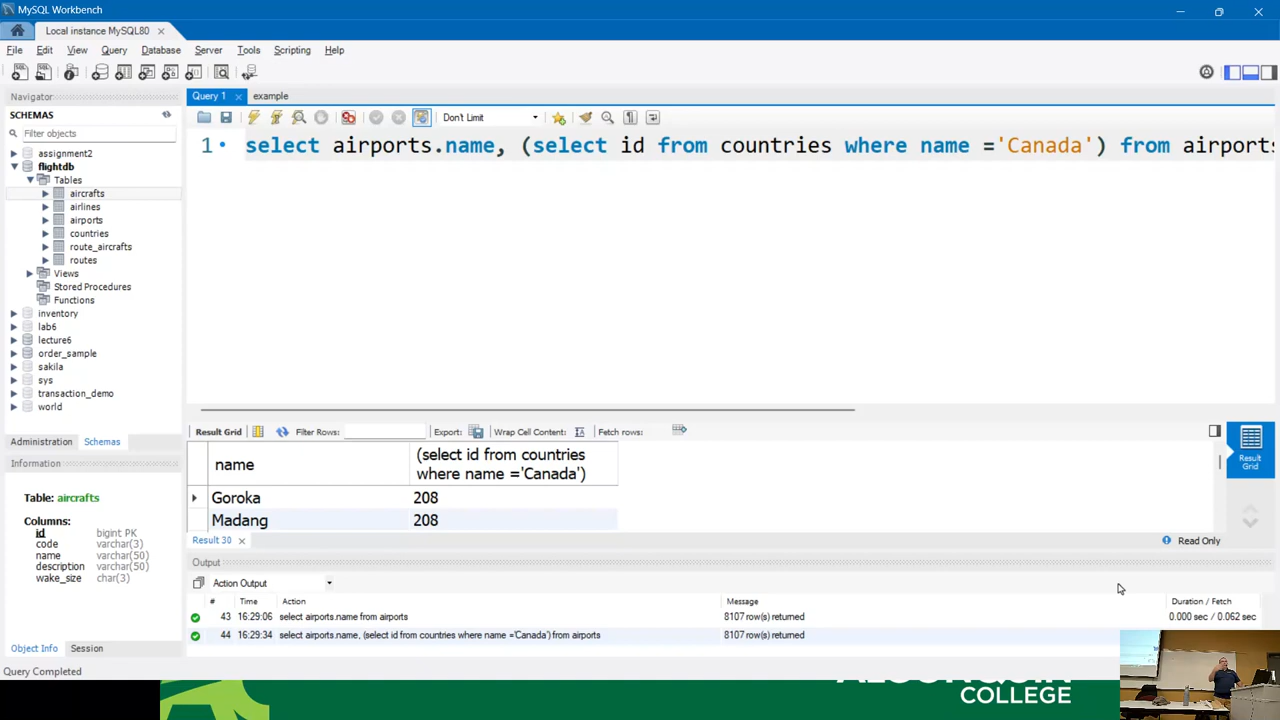 MySQL Workbench
Local instance MySQL80
File Edit View Query Database Server Tools Scripting Help
Navigator
SCHEMAS
Filter objects
assignment2
flightdb
Tables
aircrafts
airlines
airports
countries
route_aircrafts
routes
Views
Stored Procedures
Functions
inventory
lab6
lecture6
order_sample
sakila
sys
transaction_demo
world
Administration Schemas
Information
Table: aircrafts
Columns:
id bigint PK
code varchar(3)
name varchar(50)
description varchar(50)
wake_size char(3)
Object Info Session
Query Completed
Query 1 example
Don't Limit
1 select airports.name, (select id from countries where name ='Canada') from airports
Result Grid Filter Rows: Export: Wrap Cell Content: Fetch rows:
name (select id from countries
where name ='Canada')
Goroka 208
Madang 208
Result Grid
Result 30 Read Only
Output
Action Output
# Time Action Message Duration / Fetch
43 16:29:06 select airports.name from airports 8107 row(s) returned 0.000 sec / 0.062 sec
44 16:29:34 select airports.name, (select id from countries where name ='Canada') from airports 8107 row(s) returned
COLLEGE